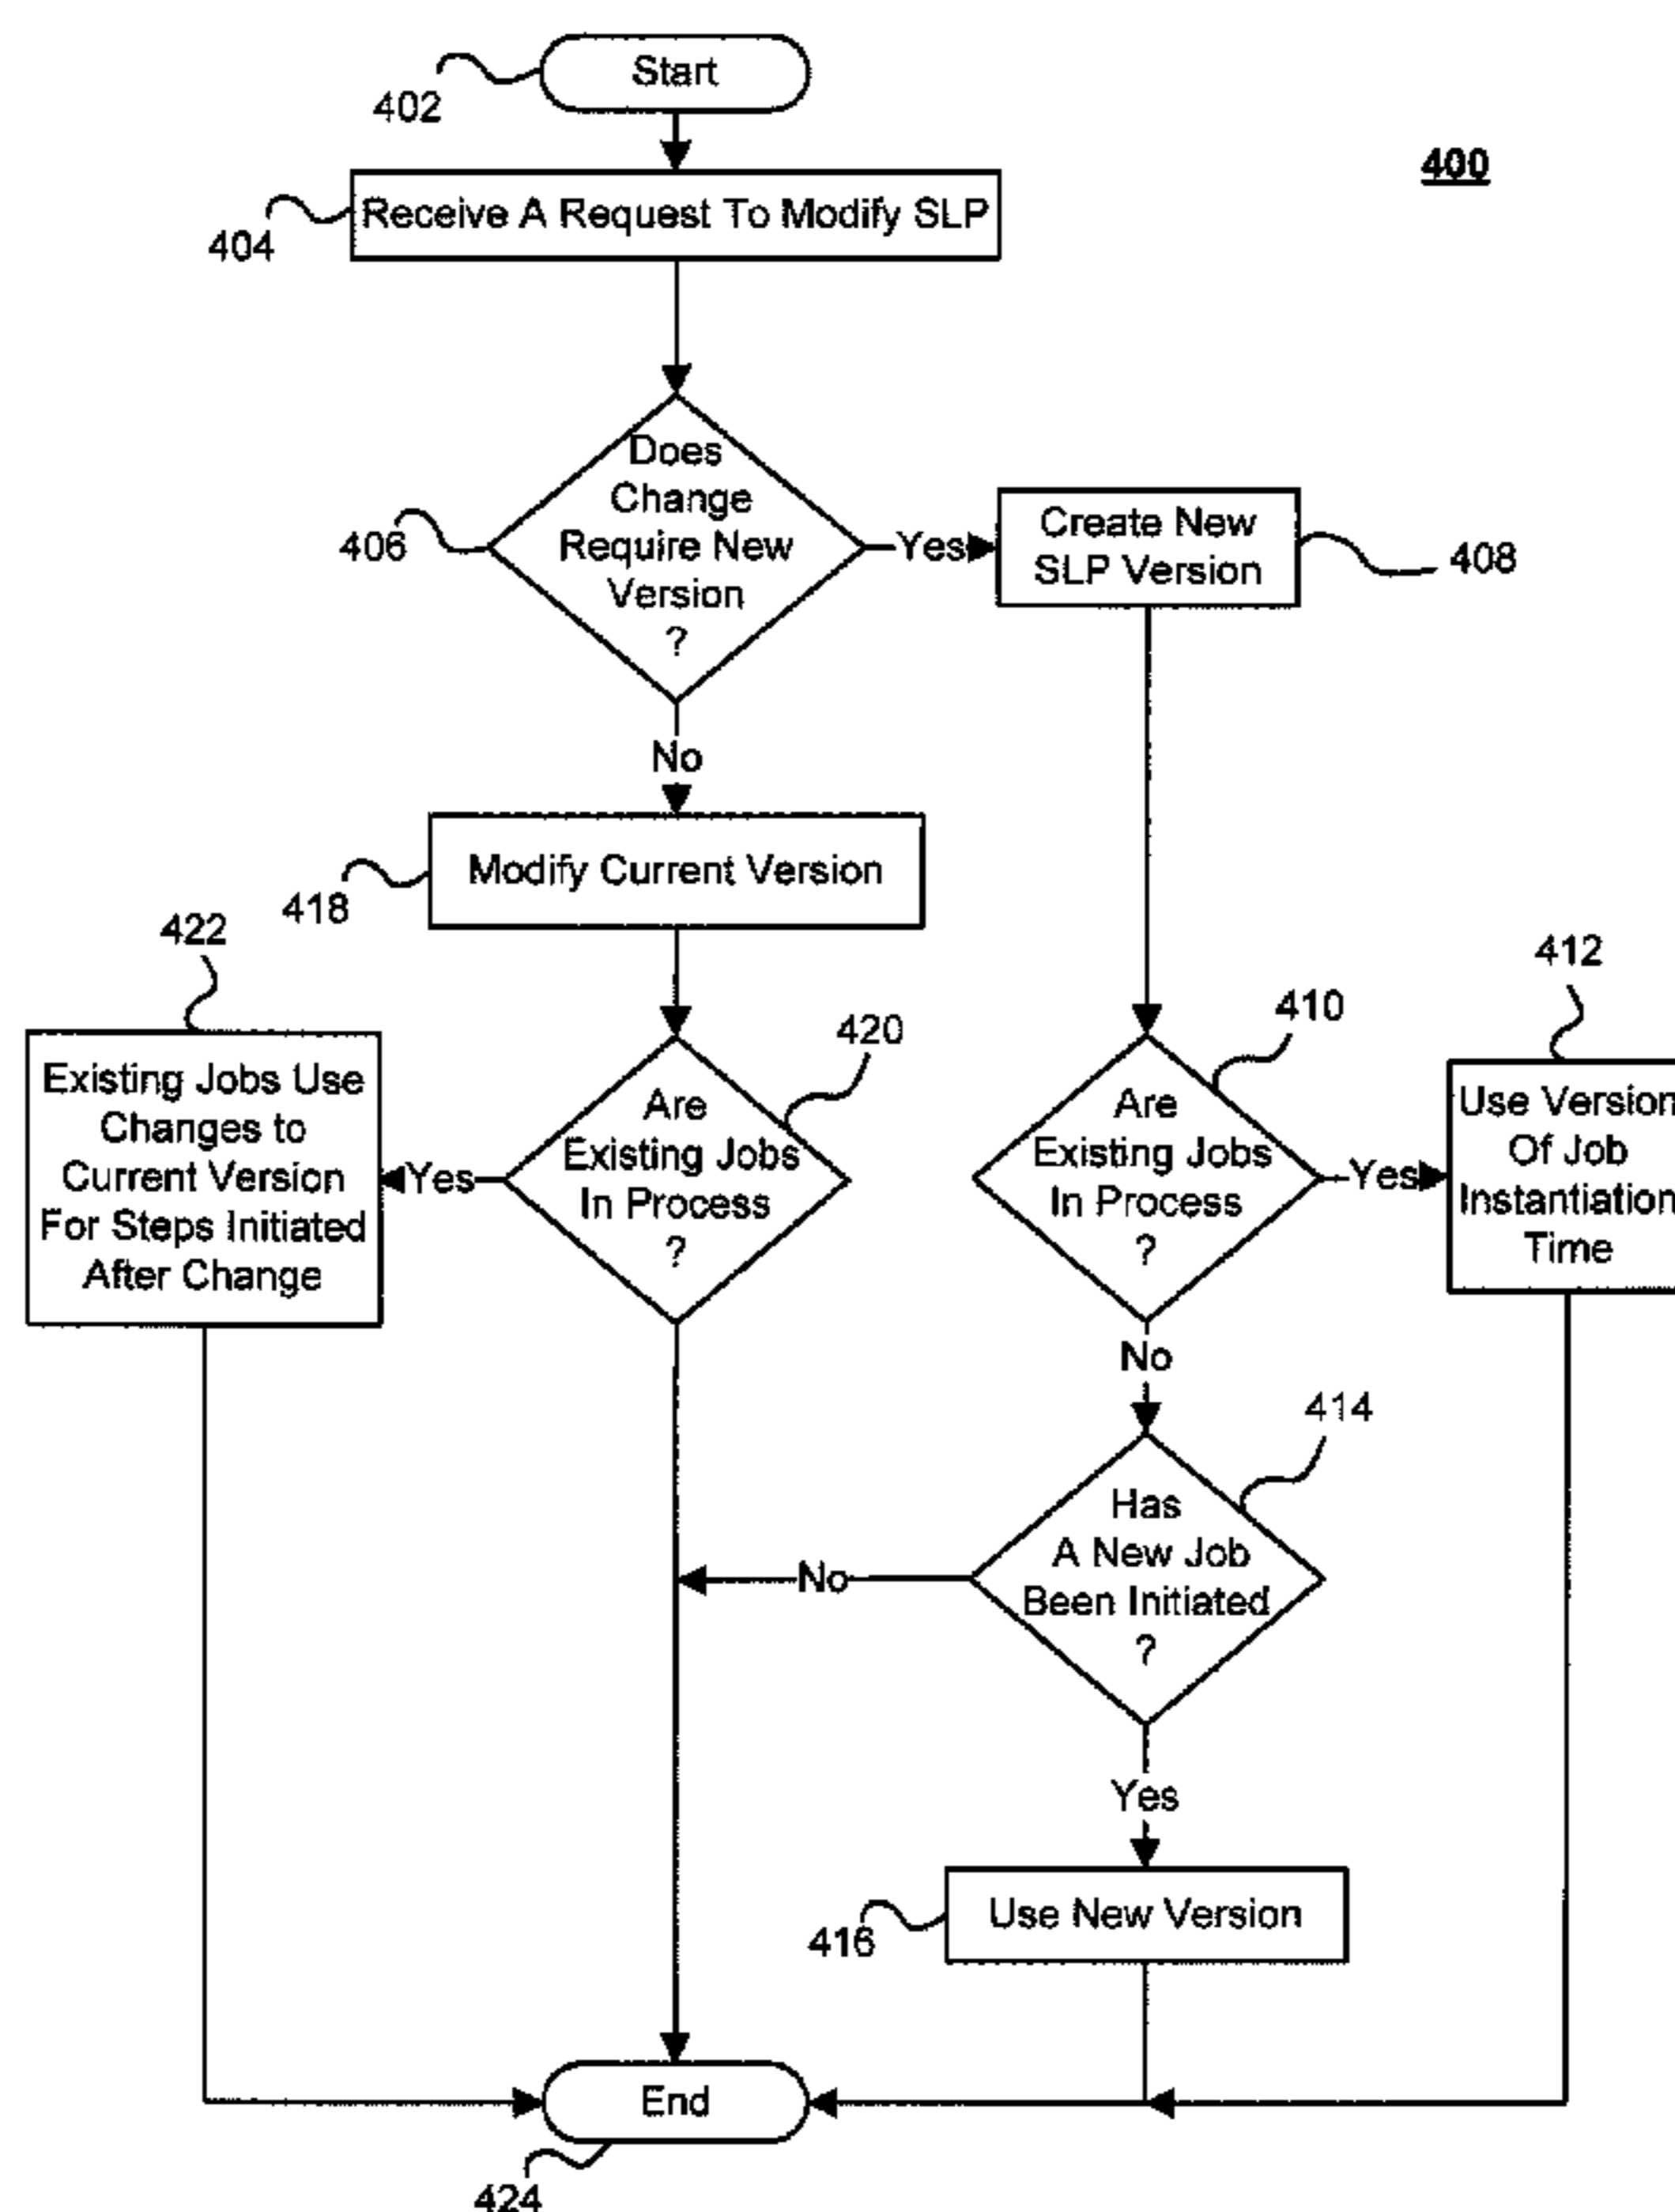 Start
402
400
Receive A Request To Modify SLP
404
Does
Change
Require New
Version
?
406
Yes
Create New
SLP Version
408
No
Modify Current Version
418
422
412
410
420
Existing Jobs Use
Changes to
Current Version
For Steps Initiated
After Change
Yes
Are
Existing Jobs
In Process
?
Are
Existing Jobs
In Process
?
Yes
Use Version
Of Job
Instantiation
Time
No
414
Has
A New Job
Been Initiated
?
No
Yes
Use New Version
416
End
424